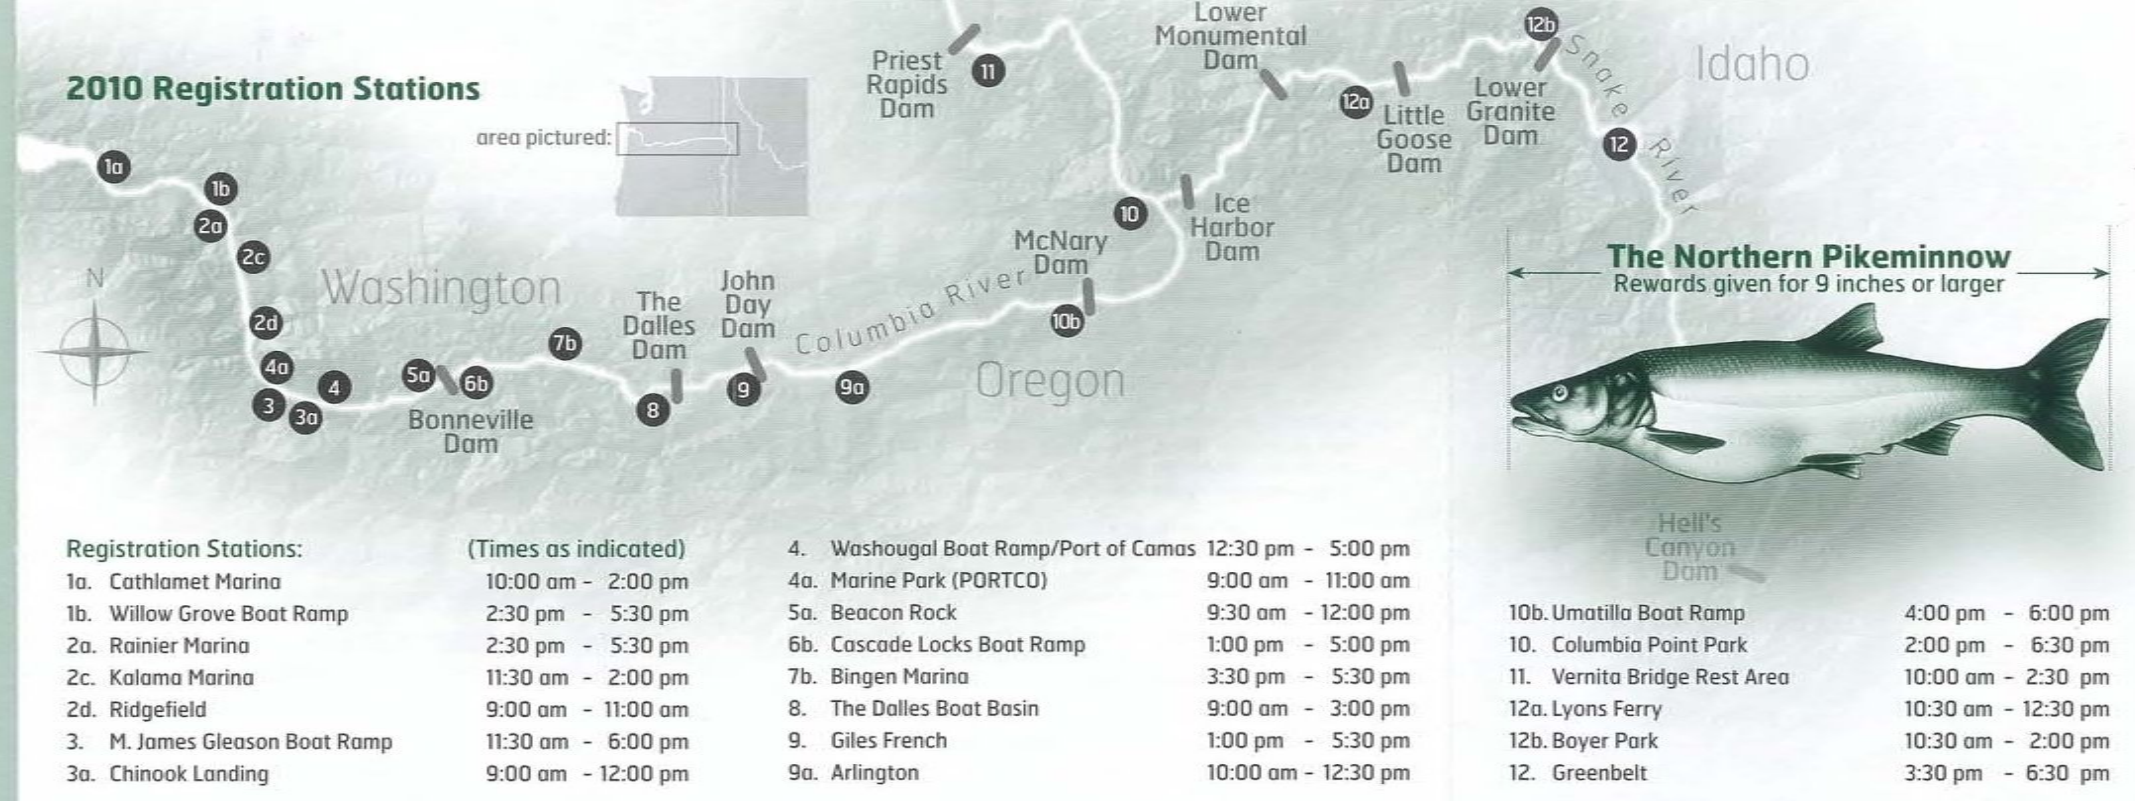 2010 Registration Stations
area pictured:
Priest
Rapids
Dam
11
Lower
Monumental
Dam
12a
Little
Goose
Dam
Lower
Granite
Dam
12b
Snake River
12
Idaho
1a
1b
2a
2c
2d
4a
3
3a
4
5a
6b
Bonneville
Dam
7b
The
Dalles
Dam
8
John
Day
Dam
9
9a
Columbia River
McNary
Dam
10b
10
Ice
Harbor
Dam
N
Washington
Oregon
The Northern Pikeminnow
Rewards given for 9 inches or larger
Hell's
Canyon
Dam
Registration Stations: (Times as indicated)
1a. Cathlamet Marina 10:00 am - 2:00 pm
1b. Willow Grove Boat Ramp 2:30 pm - 5:30 pm
2a. Rainier Marina 2:30 pm - 5:30 pm
2c. Kalama Marina 11:30 am - 2:00 pm
2d. Ridgefield 9:00 am - 11:00 am
3. M. James Gleason Boat Ramp 11:30 am - 6:00 pm
3a. Chinook Landing 9:00 am - 12:00 pm
4. Washougal Boat Ramp/Port of Camas 12:30 pm - 5:00 pm
4a. Marine Park (PORTCO) 9:00 am - 11:00 am
5a. Beacon Rock 9:30 am - 12:00 pm
6b. Cascade Locks Boat Ramp 1:00 pm - 5:00 pm
7b. Bingen Marina 3:30 pm - 5:30 pm
8. The Dalles Boat Basin 9:00 am - 3:00 pm
9. Giles French 1:00 pm - 5:30 pm
9a. Arlington 10:00 am - 12:30 pm
10b. Umatilla Boat Ramp 4:00 pm - 6:00 pm
10. Columbia Point Park 2:00 pm - 6:30 pm
11. Vernita Bridge Rest Area 10:00 am - 2:30 pm
12a. Lyons Ferry 10:30 am - 12:30 pm
12b. Boyer Park 10:30 am - 2:00 pm
12. Greenbelt 3:30 pm - 6:30 pm